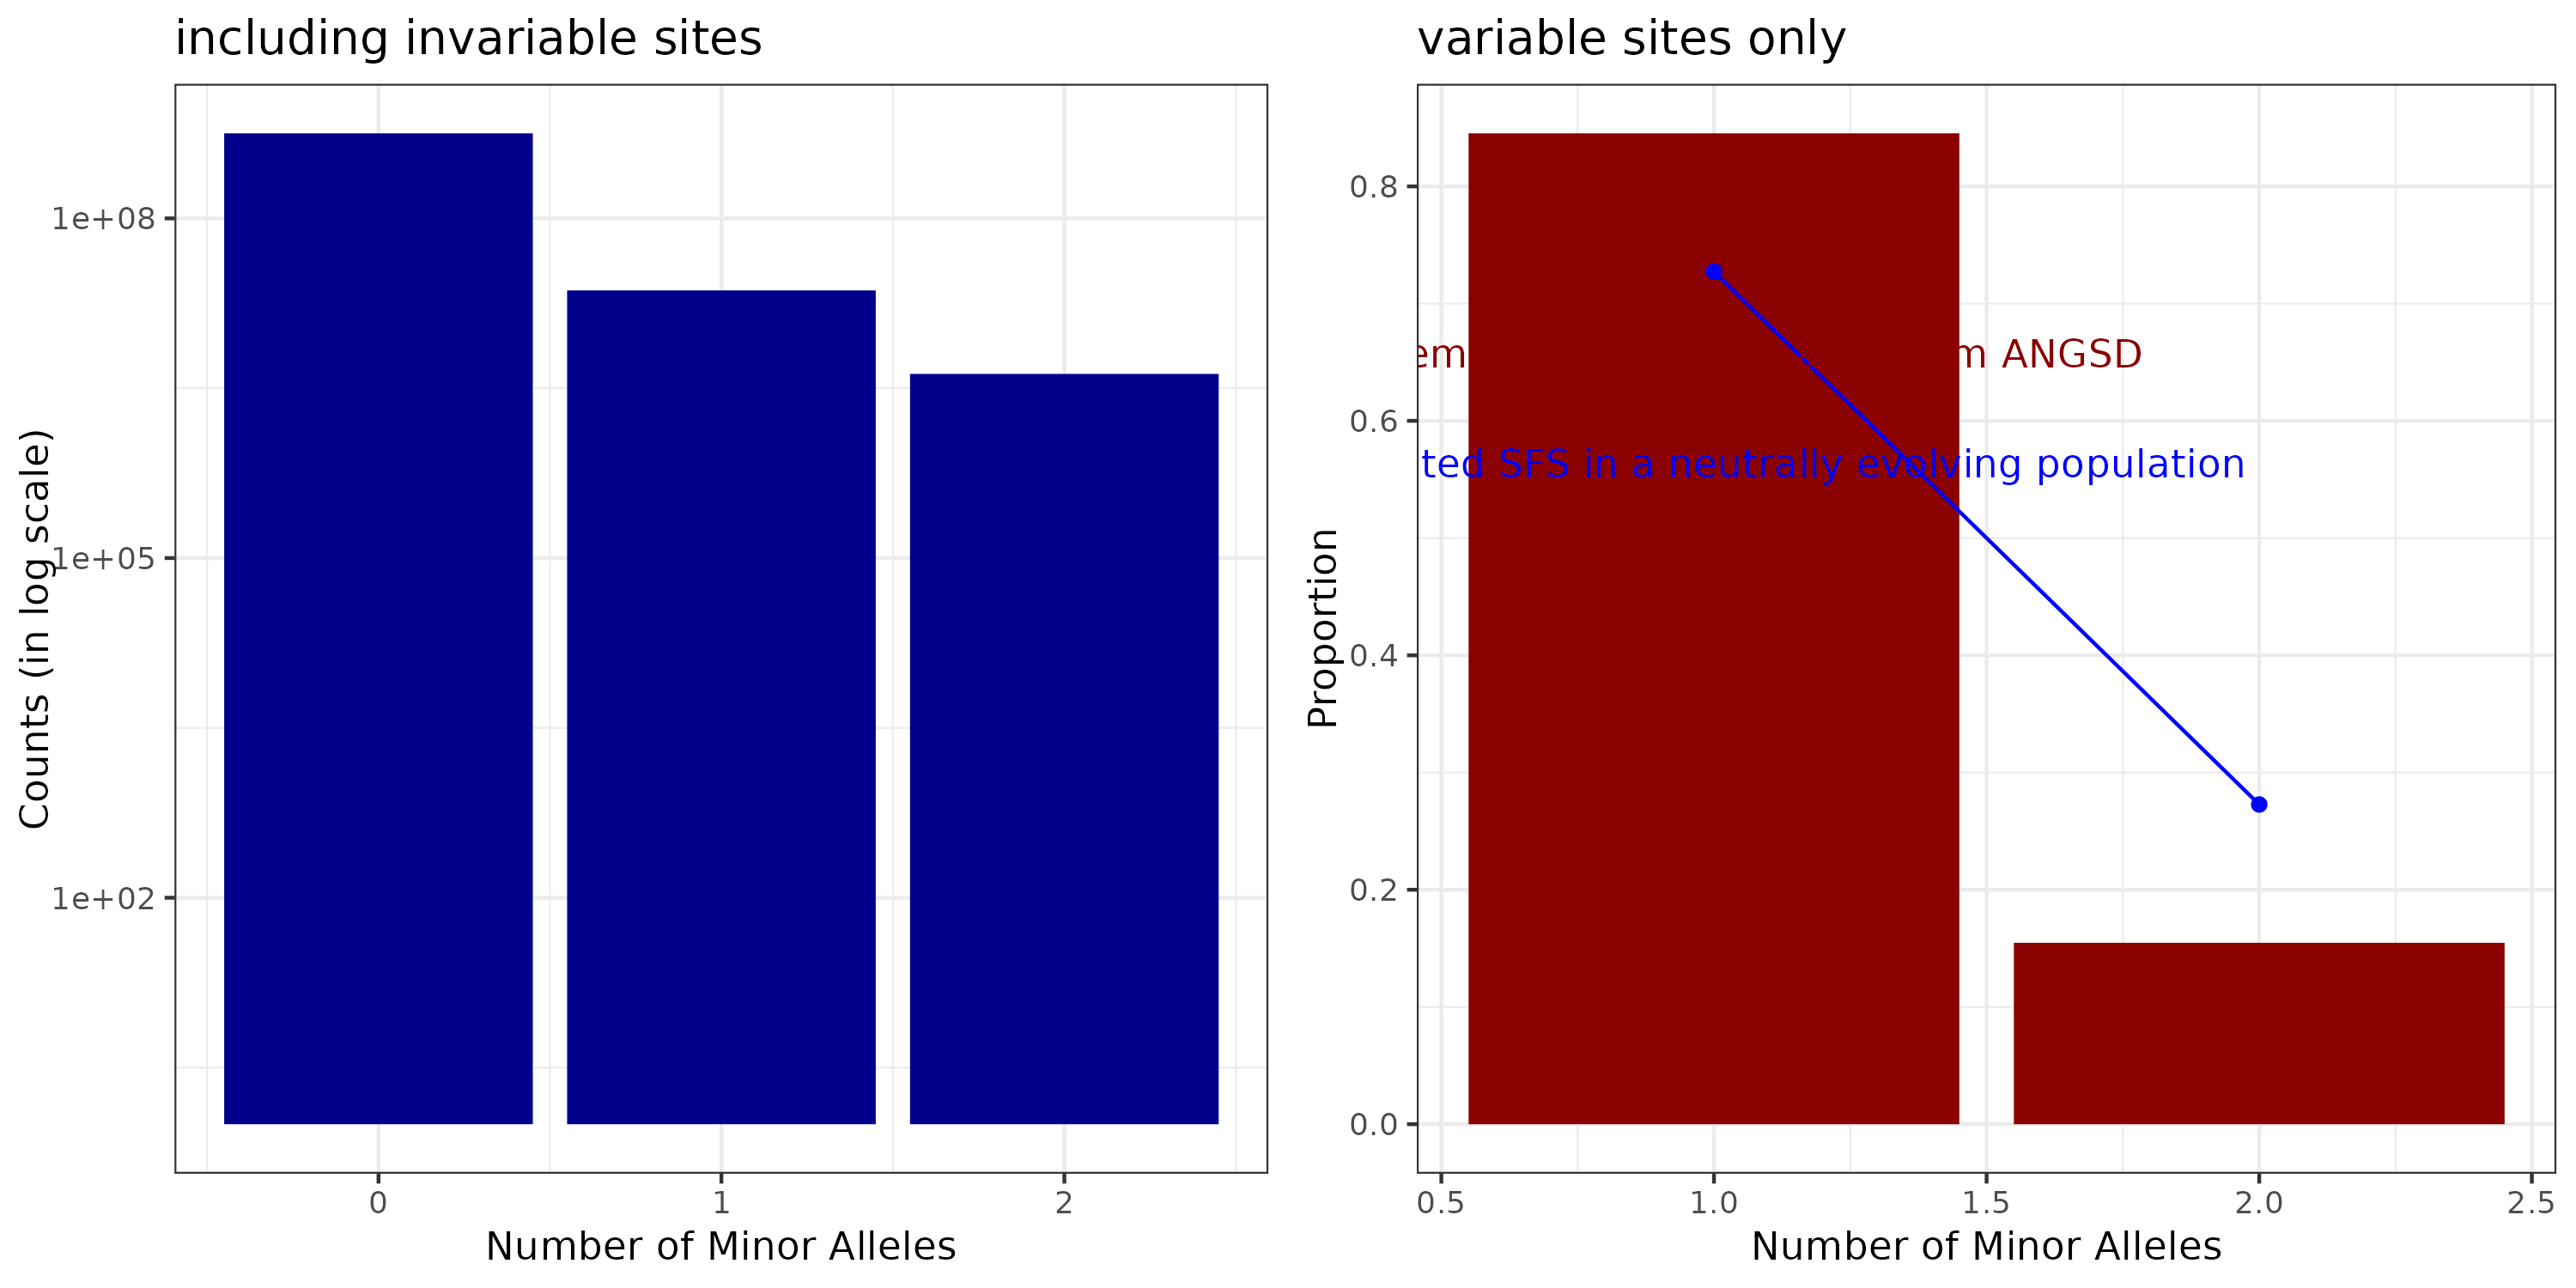 including invariable sites
Counts (in log scale)
1e+08
1e+05
1e+02
0 1 2
Number of Minor Alleles
variable sites only
Proportion
0.8
0.6
0.4
0.2
0.0
ANGSD
SFS in a neutrally evolving population
0.5 1.0 1.5 2.0 2.5
Number of Minor Alleles